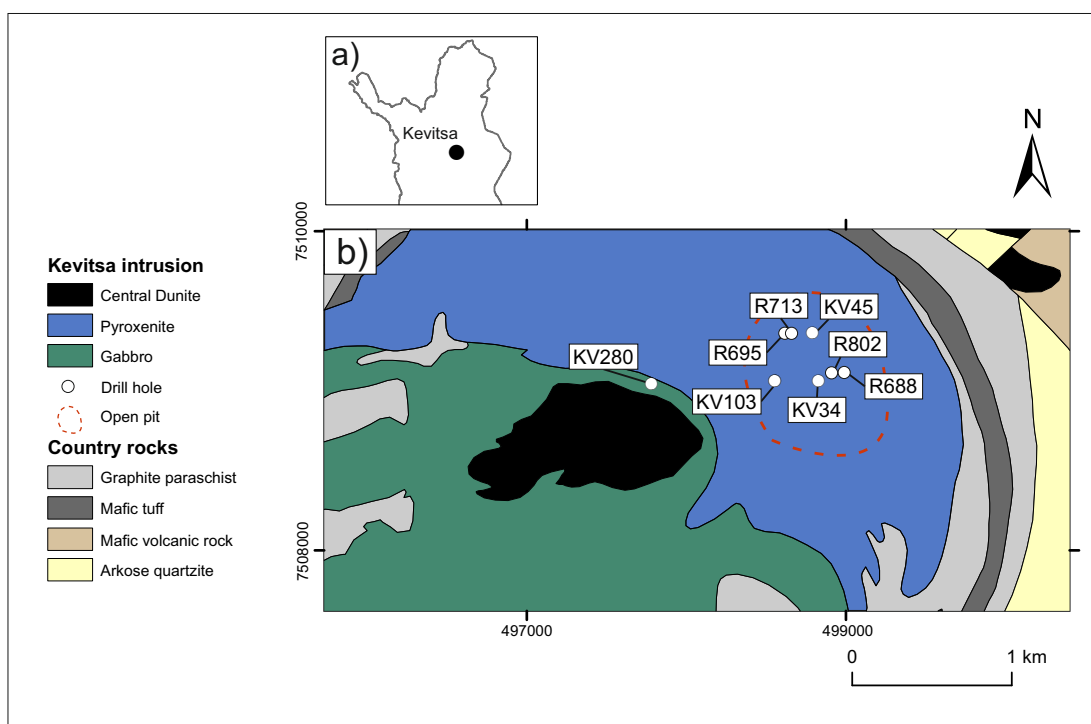 a)
Kevitsa
N
b)
7510000
7508000
497000
499000
0 1 km
R713
KV45
R695
R802
KV280
R688
KV103
KV34
Kevitsa intrusion
Central Dunite
Pyroxenite
Gabbro
Drill hole
Open pit
Country rocks
Graphite paraschist
Mafic tuff
Mafic volcanic rock
Arkose quartzite